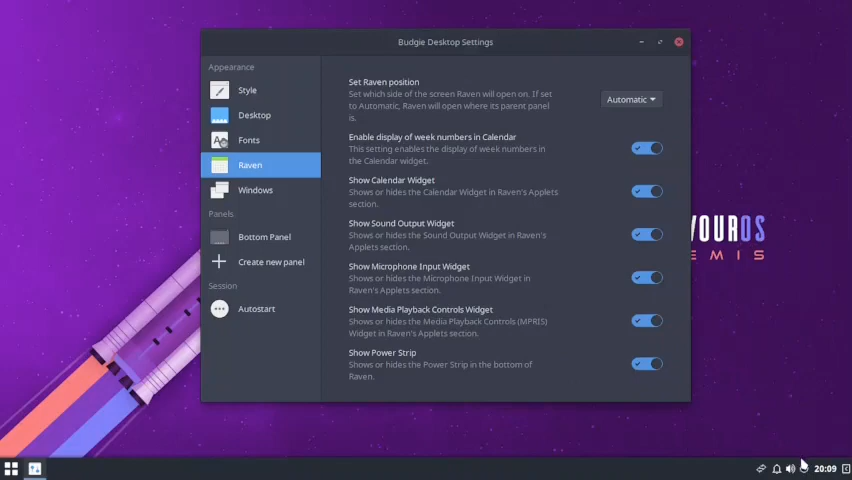 Budgie Desktop Settings
Appearance
Style
Desktop
Fonts
Raven
Windows
Panels
Bottom Panel
Create new panel
Session
Autostart
Set Raven position
Set which side of the screen Raven will open on. If set
to Automatic, Raven will open where its parent panel
is.
Automatic
Enable display of week numbers in Calendar
This setting enables the display of week numbers in
the Calendar widget.
Show Calendar Widget
Shows or hides the Calendar Widget in Raven's Applets
section.
Show Sound Output Widget
Shows or hides the Sound Output Widget in Raven's
Applets section.
Show Microphone Input Widget
Shows or hides the Microphone Input Widget in
Raven's Applets section.
Show Media Playback Controls Widget
Shows or hides the Media Playback Controls (MPRIS)
Widget in Raven's Applets section.
Show Power Strip
Shows or hides the Power Strip in the bottom of
Raven.
VOUROS
EMIS
20:09